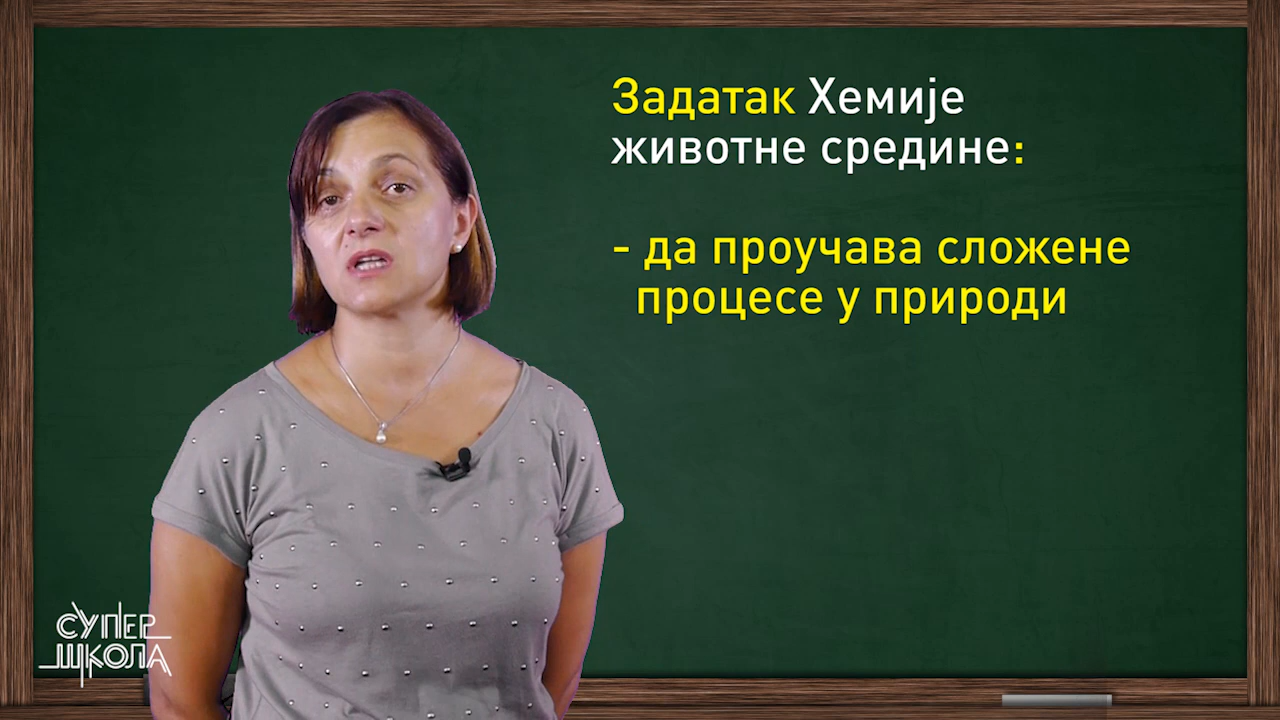 Задатак Хемије
животне средине:
- да проучава сложене
процесе у природи
СУПЕР
ШКОЛА